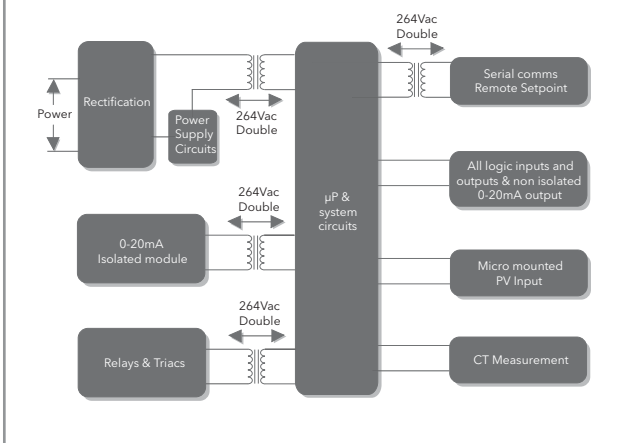 264Vac
Double
Rectification
Power
Power
Supply
Circuits
264Vac
Double
Serial comms
Remote Setpoint
All logic inputs and
outputs & non isolated
0-20mA output
264Vac
Double
µP &
system
circuits
0-20mA
Isolated module
Micro mounted
PV Input
264Vac
Double
Relays & Triacs
CT Measurement